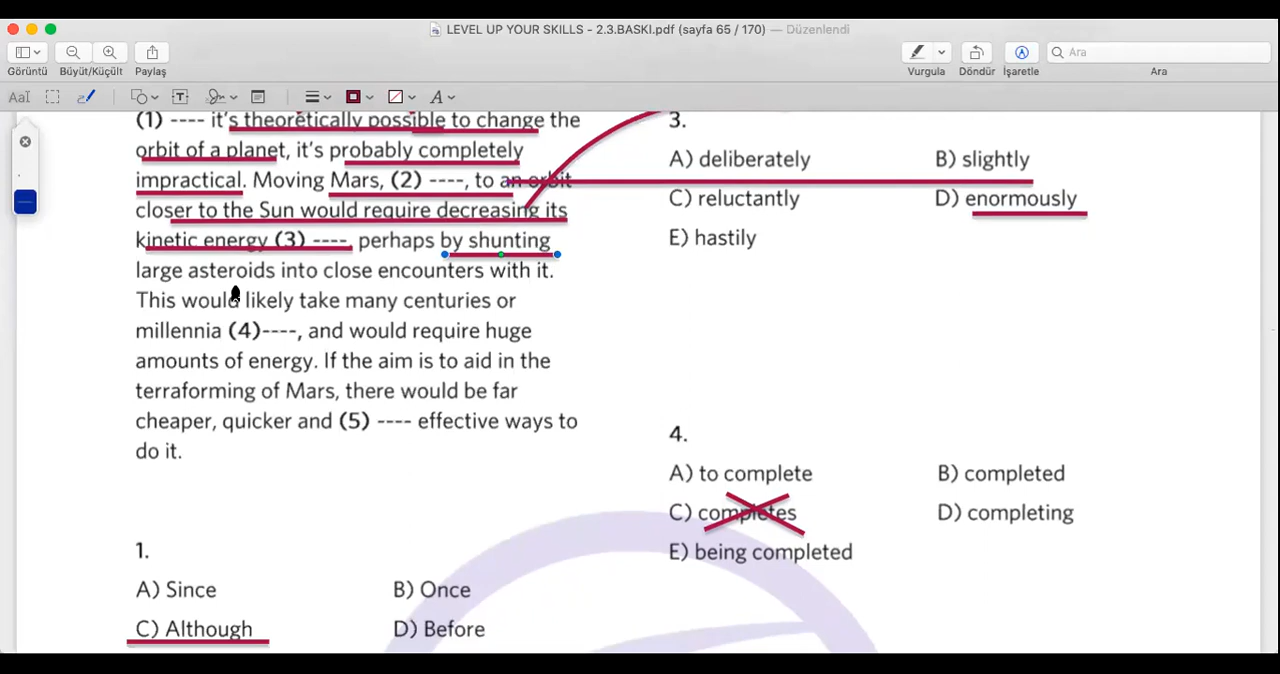 LEVEL UP YOUR SKILLS - 2.3.BASKI.pdf (sayfa 65 / 170) — Düzenlendi
Görüntü
Büyüt/Küçült
Paylaş
Vurgula
Döndür
İşaretle
Ara
Ara
AaI
A
(1) ---- it's theoretically possible to change the
orbit of a planet, it's probably completely
impractical. Moving Mars, (2) ----, to an orbit
closer to the Sun would require decreasing its
kinetic energy (3) ----, perhaps by shunting
large asteroids into close encounters with it.
This would likely take many centuries or
millennia (4)----, and would require huge
amounts of energy. If the aim is to aid in the
terraforming of Mars, there would be far
cheaper, quicker and (5) ---- effective ways to
do it.
1.
A) Since
B) Once
C) Although
D) Before
3.
A) deliberately
B) slightly
C) reluctantly
D) enormously
E) hastily
4.
A) to complete
B) completed
C) completes
D) completing
E) being completed